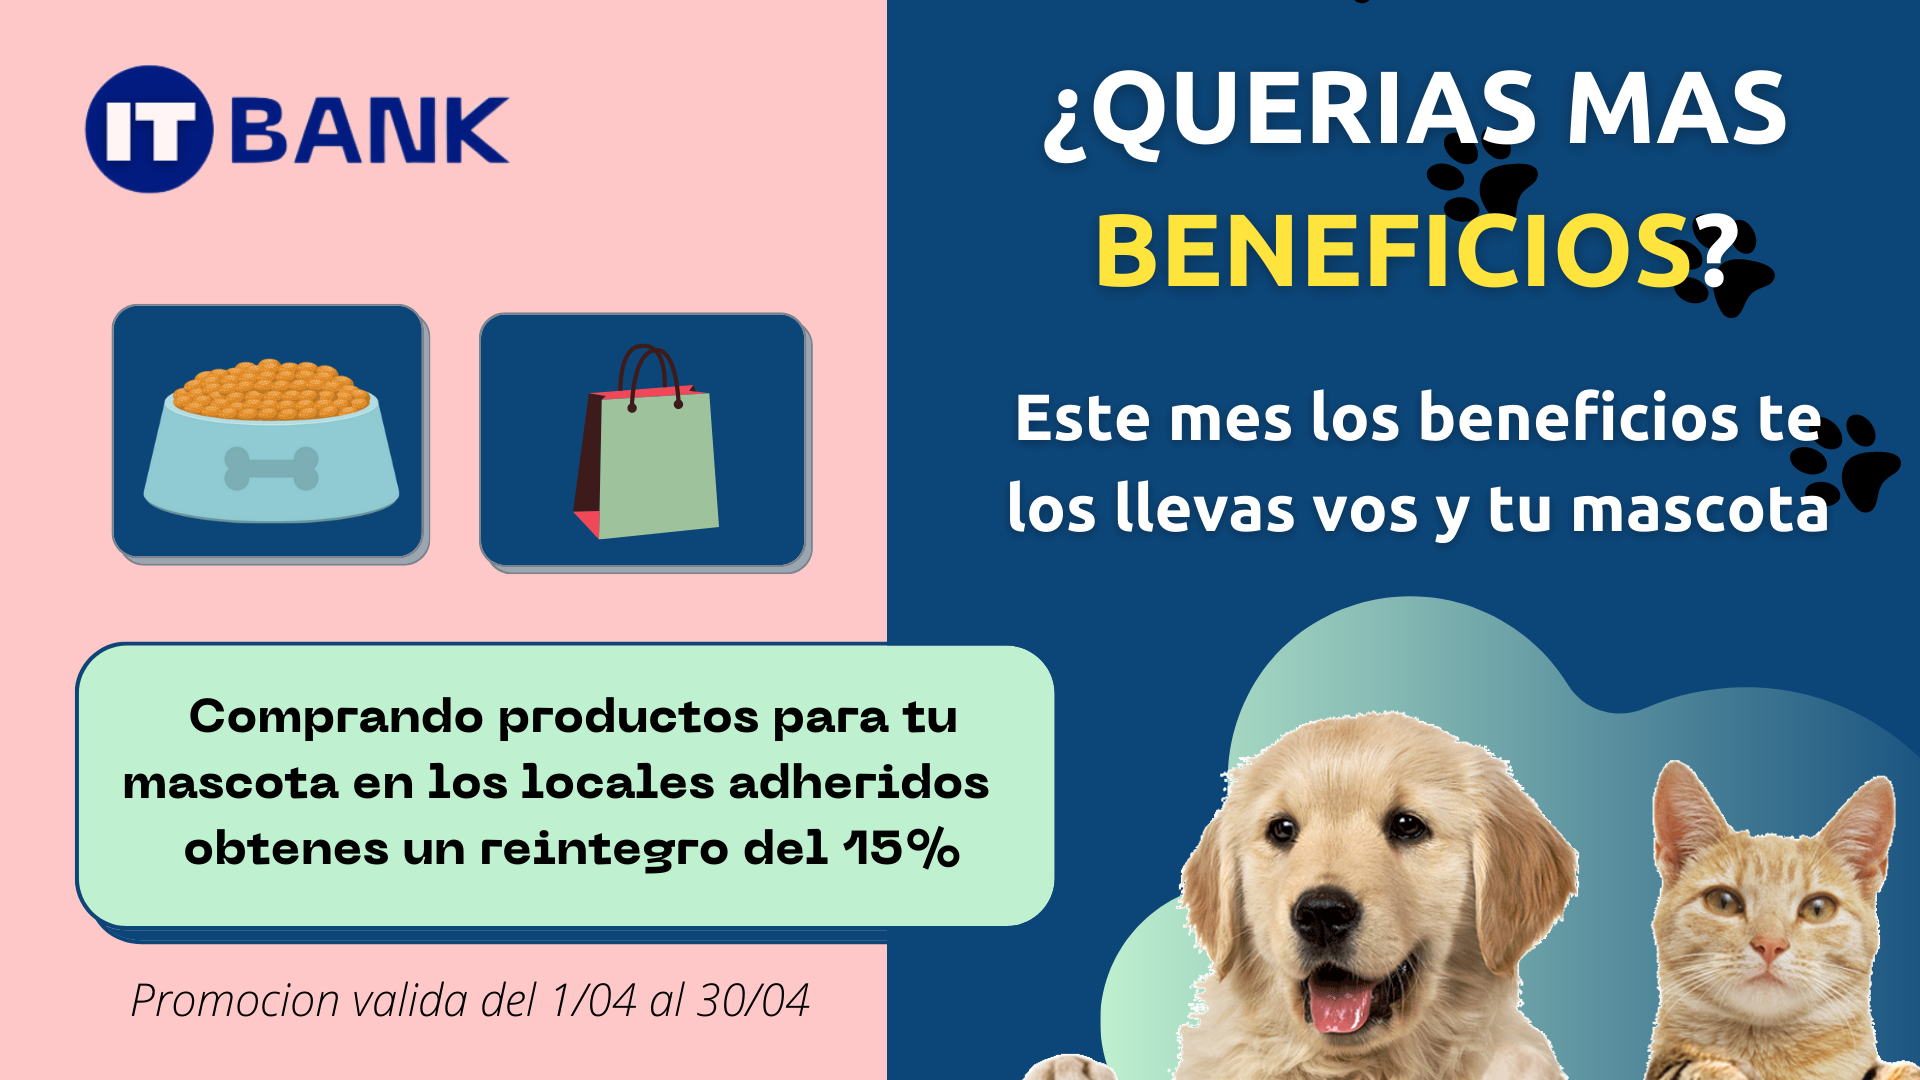 IT BANK
¿QUERIAS MAS
BENEFICIOS?
Este mes los beneficios te
los llevas vos y tu mascota
Comprando productos para tu
mascota en los locales adheridos
obtenes un reintegro del 15%
Promocion valida del 1/04 al 30/04